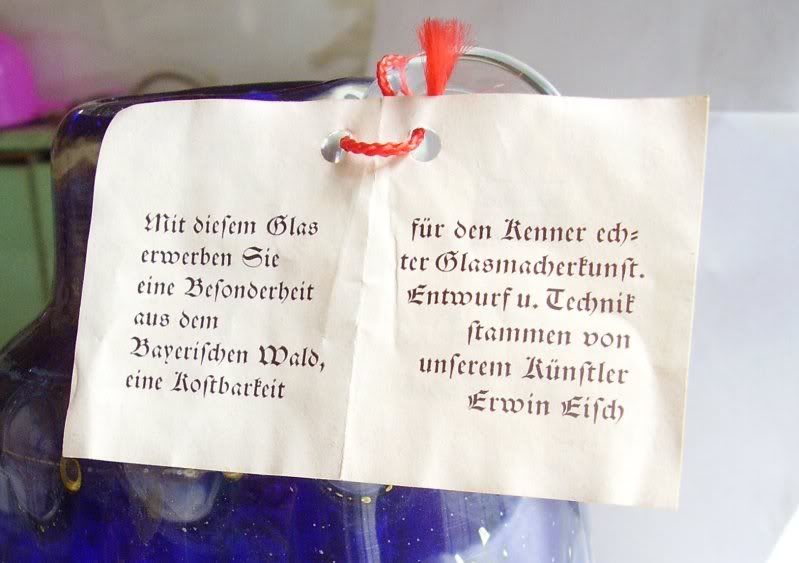 Mit diesem Glas
erwerben Sie
eine Besonderheit
aus dem
Bayerischen Wald,
eine Kostbarkeit
für den Kenner ech-
ter Glasmacherkunst.
Entwurf u. Technik
stammen von
unserem Künstler
Erwin Eisch